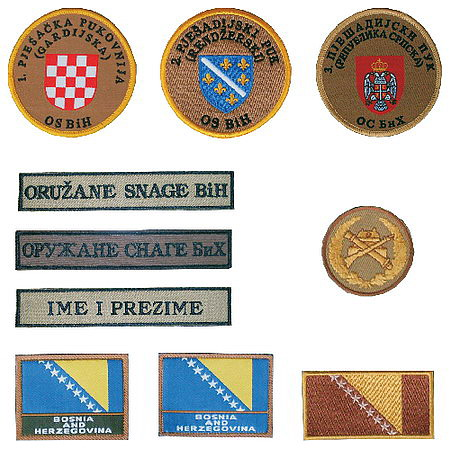 1. PJEŠAČKA PUKOVNIJA
(GARDIJSKA)
OS BiH
2. PJEŠADIJSKI PUK
(RENDŽERSKI)
OS BiH
3. ПЈЕШАДИЈСКИ ПУК
(РЕПУБЛИКА СРПСКА)
ОС БиХ
ORUŽANE SNAGE BiH
ОРУЖАНЕ СНАГЕ БиХ
IME I PREZIME
BOSNIA
AND
HERZEGOVINA
BOSNIA
AND
HERZEGOVINA